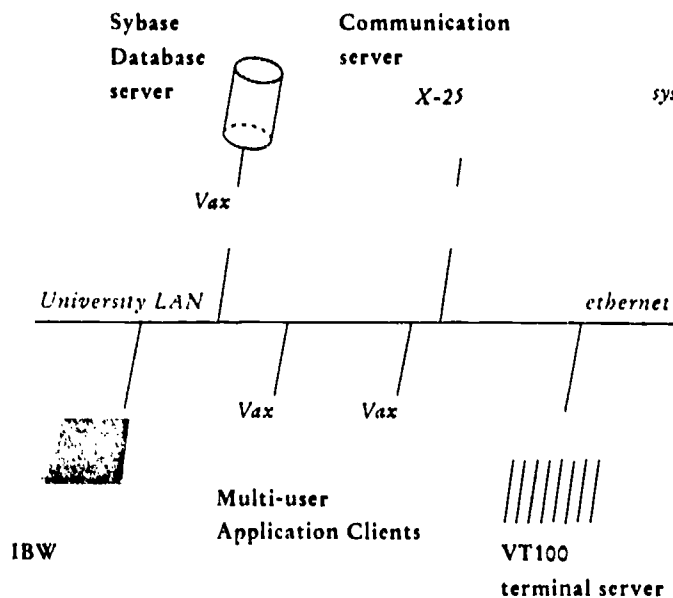 Sybase
Database
server
Communication
server
X-25
sys
Vax
University LAN
ethernet
Vax
Vax
Multi-user
Application Clients
IBW
VT100
terminal server